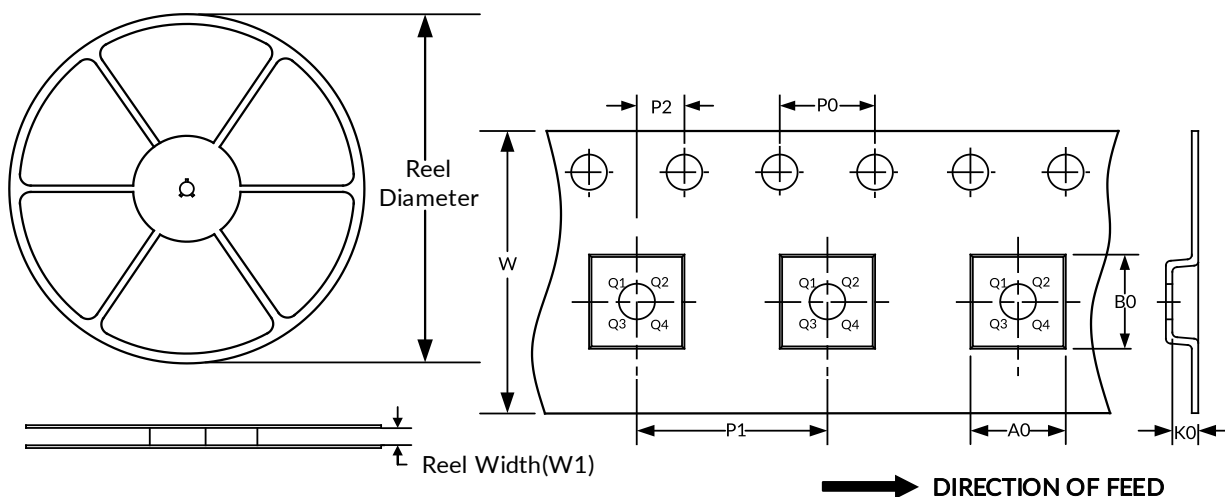 P2
P0
Reel
Diameter
W
Q1 Q2
Q3 Q4
Q1 Q2
Q3 Q4
Q1 Q2
Q3 Q4
B0
P1
A0
K0
Reel Width(W1)
DIRECTION OF FEED